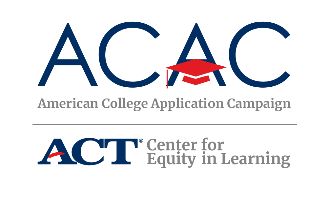 ACAC
American College Application Campaign
ACT® Center for
Equity in Learning